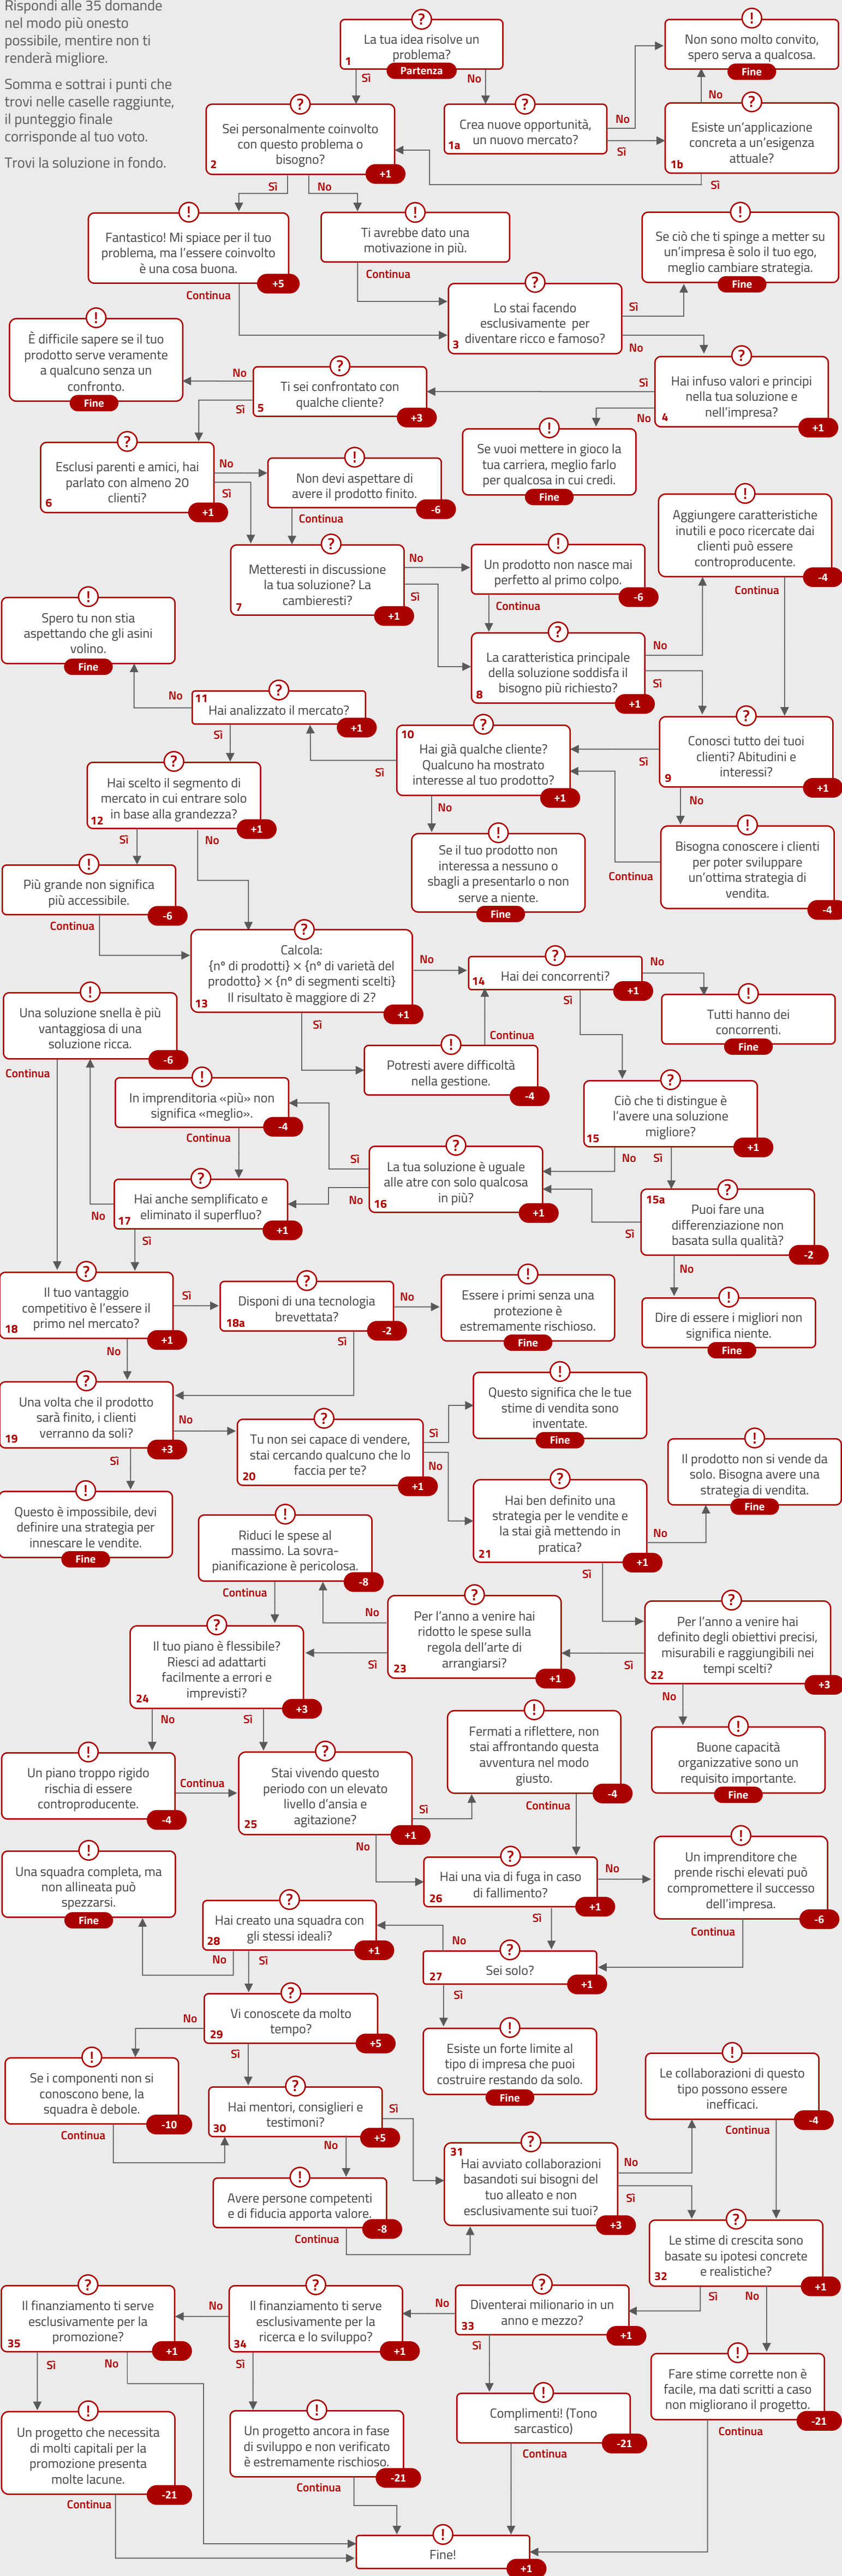 Rispondi alle 35 domande
nel modo più onesto
possibile, mentire non ti
renderà migliore.
Somma e sottrai i punti che
trovi nelle caselle raggiunte,
il punteggio finale
corrisponde al tuo voto.
Trovi la soluzione in fondo.
?
La tua idea risolve un
problema?
1
Partenza
Sì
No
!
Non sono molto convito,
spero serva a qualcosa.
Fine
?
Sei personalmente coinvolto
con questo problema o
bisogno?
2
+1
Sì
No
?
Crea nuove opportunità,
un nuovo mercato?
1a
No
Sì
No
?
Esiste un'applicazione
concreta a un'esigenza
attuale?
1b
Sì
!
Fantastico! Mi spiace per il tuo
problema, ma l'essere coinvolto
è una cosa buona.
+5
Continua
!
Ti avrebbe dato una
motivazione in più.
Continua
!
Se ciò che ti spinge a metter su
un'impresa è solo il tuo ego,
meglio cambiare strategia.
Fine
?
Lo stai facendo
esclusivamente per
diventare ricco e famoso?
3
Sì
No
!
È difficile sapere se il tuo
prodotto serve veramente
a qualcuno senza un
confronto.
Fine
No
Sì
?
Ti sei confrontato con
qualche cliente?
5
+3
Sì
No
?
Hai infuso valori e principi
nella tua soluzione e
nell'impresa?
4
+1
!
Se vuoi mettere in gioco la
tua carriera, meglio farlo
per qualcosa in cui credi.
Fine
?
Esclusi parenti e amici, hai
parlato con almeno 20
clienti?
6
+1
No
Sì
!
Non devi aspettare di
avere il prodotto finito.
-6
Continua
!
Aggiungere caratteristiche
inutili e poco ricercate dai
clienti può essere
controproducente.
-4
Continua
?
Metteresti in discussione
la tua soluzione? La
cambieresti?
7
+1
No
Sì
!
Un prodotto non nasce mai
perfetto al primo colpo.
-6
Continua
?
La caratteristica principale
della soluzione soddisfa il
bisogno più richiesto?
8
+1
No
Sì
!
Spero tu non stia
aspettando che gli asini
volino.
Fine
No
?
11
Hai analizzato il mercato?
+1
Sì
?
10
Hai già qualche cliente?
Qualcuno ha mostrato
interesse al tuo prodotto?
+1
Sì
No
?
Conosci tutto dei tuoi
clienti? Abitudini e
interessi?
9
+1
Sì
No
?
Hai scelto il segmento di
mercato in cui entrare solo
in base alla grandezza?
12
+1
Sì
No
!
Se il tuo prodotto non
interessa a nessuno o
sbagli a presentarlo o non
serve a niente.
Fine
!
Bisogna conoscere i clienti
per poter sviluppare
un'ottima strategia di
vendita.
-4
Continua
!
Più grande non significa
più accessibile.
-6
Continua
?
Calcola:
{nº di prodotti} × {nº di varietà del
prodotto} × {nº di segmenti scelti}
Il risultato è maggiore di 2?
13
+1
No
Sì
?
Hai dei concorrenti?
14
+1
No
Sì
!
Tutti hanno dei
concorrenti.
Fine
!
Una soluzione snella è più
vantaggiosa di una
soluzione ricca.
-6
Continua
!
Potresti avere difficoltà
nella gestione.
-4
Continua
!
In imprenditoria «più» non
significa «meglio».
-4
Continua
?
Ciò che ti distingue è
l'avere una soluzione
migliore?
15
+1
No
Sì
?
La tua soluzione è uguale
alle atre con solo qualcosa
in più?
16
+1
Sì
No
?
Hai anche semplificato e
eliminato il superfluo?
17
+1
No
Sì
?
15a
Puoi fare una
differenziazione non
basata sulla qualità?
-2
Sì
No
?
Il tuo vantaggio
competitivo è l'essere il
primo nel mercato?
18
+1
Sì
No
?
Disponi di una tecnologia
brevettata?
18a
-2
No
Sì
!
Essere i primi senza una
protezione è
estremamente rischioso.
Fine
!
Dire di essere i migliori non
significa niente.
Fine
?
Una volta che il prodotto
sarà finito, i clienti
verranno da soli?
19
+3
No
Sì
!
Questo significa che le tue
stime di vendita sono
inventate.
Fine
?
Tu non sei capace di vendere,
stai cercando qualcuno che lo
faccia per te?
20
+1
Sì
No
!
Il prodotto non si vende da
solo. Bisogna avere una
strategia di vendita.
Fine
!
Questo è impossibile, devi
definire una strategia per
innescare le vendite.
Fine
?
Hai ben definito una
strategia per le vendite e
la stai già mettendo in
pratica?
21
+1
No
Sì
!
Riduci le spese al
massimo. La sovra-
pianificazione è pericolosa.
-8
Continua
?
Per l'anno a venire hai
ridotto le spese sulla
regola dell'arte di
arrangiarsi?
23
+1
No
Sì
?
Per l'anno a venire hai
definito degli obiettivi precisi,
misurabili e raggiungibili nei
tempi scelti?
22
+3
Sì
No
?
Il tuo piano è flessibile?
Riesci ad adattarti
facilmente a errori e
imprevisti?
24
+3
No
Sì
!
Fermati a riflettere, non
stai affrontando questa
avventura nel modo
giusto.
-4
Continua
!
Buone capacità
organizzative sono un
requisito importante.
Fine
!
Un piano troppo rigido
rischia di essere
controproducente.
-4
Continua
?
Stai vivendo questo
periodo con un elevato
livello d'ansia e
agitazione?
25
+1
Sì
No
!
Una squadra completa, ma
non allineata può
spezzarsi.
Fine
?
Hai una via di fuga in caso
di fallimento?
26
+1
No
Sì
!
Un imprenditore che
prende rischi elevati può
compromettere il successo
dell'impresa.
-6
Continua
?
Hai creato una squadra con
gli stessi ideali?
28
+1
No
Sì
?
Sei solo?
27
+1
No
Sì
?
Vi conoscete da molto
tempo?
29
+5
No
Sì
!
Esiste un forte limite al
tipo di impresa che puoi
costruire restando da solo.
Fine
!
Se i componenti non si
conoscono bene, la
squadra è debole.
-10
Continua
?
Hai mentori, consiglieri e
testimoni?
30
+5
Sì
No
!
Le collaborazioni di questo
tipo possono essere
inefficaci.
-4
Continua
?
31
Hai avviato collaborazioni
basandoti sui bisogni del
tuo alleato e non
esclusivamente sui tuoi?
+3
No
Sì
!
Avere persone competenti
e di fiducia apporta valore.
-8
Continua
?
Le stime di crescita sono
basate su ipotesi concrete
e realistiche?
32
+1
Sì
No
?
Il finanziamento ti serve
esclusivamente per la
promozione?
35
+1
Sì
No
?
Il finanziamento ti serve
esclusivamente per la
ricerca e lo sviluppo?
34
+1
No
Sì
?
Diventerai milionario in un
anno e mezzo?
33
+1
No
Sì
!
Fare stime corrette non è
facile, ma dati scritti a caso
non migliorano il progetto.
-21
Continua
!
Un progetto che necessita
di molti capitali per la
promozione presenta
molte lacune.
-21
Continua
!
Un progetto ancora in fase
di sviluppo e non verificato
è estremamente rischioso.
-21
Continua
!
Complimenti! (Tono
sarcastico)
-21
Continua
!
Fine!
+1